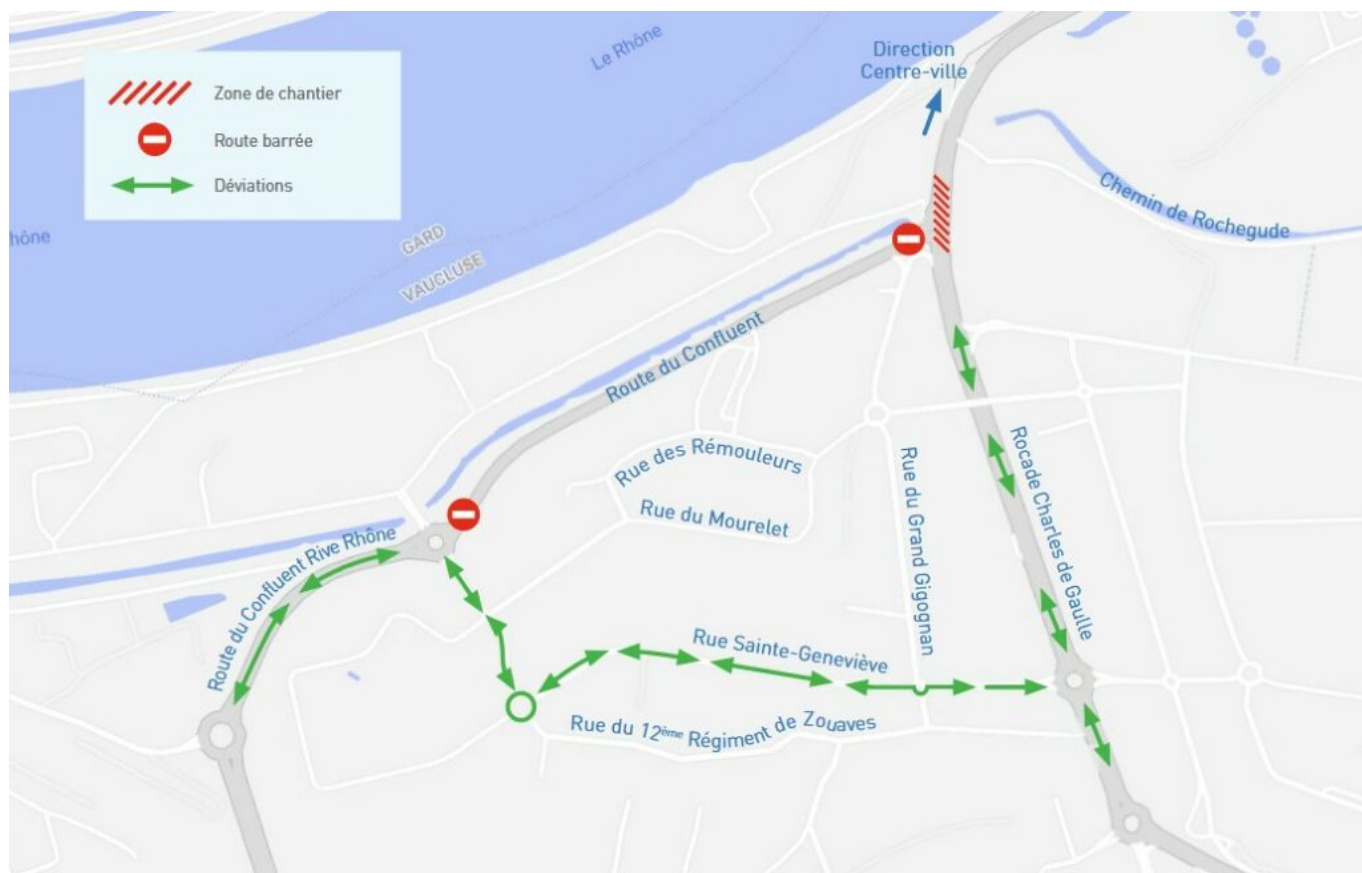 Zone de chantier
Route barrée
Déviations
Le Rhône
Direction
Centre-ville
Chemin de Rochegude
hône
GARD
VAUCLUSE
Route du Confluent
Rue des Rémouleurs
Rue du Mourelet
Rue du Grand Gigognan
Rocade Charles de Gaulle
Route du Confluent Rive Rhône
Rue Sainte-Geneviève
Rue du 12ème Régiment de Zouaves